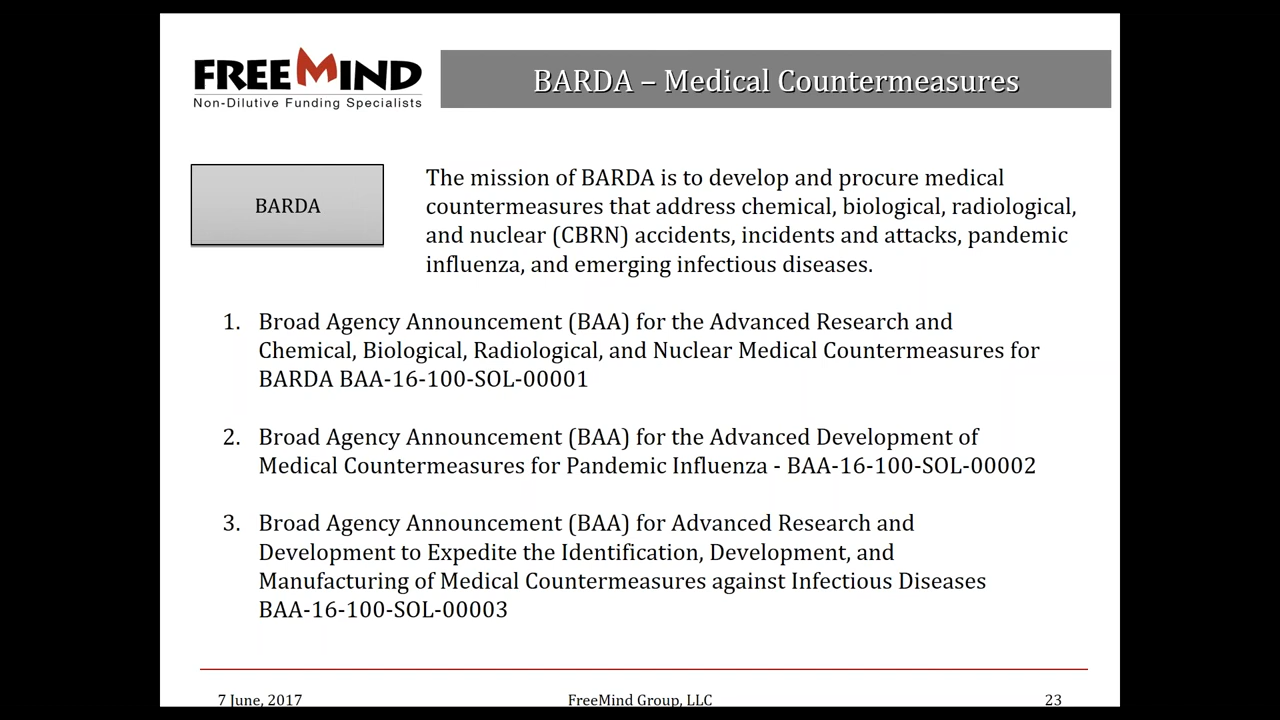 FREEMIND
Non-Dilutive Funding Specialists
BARDA – Medical Countermeasures
BARDA
The mission of BARDA is to develop and procure medical
countermeasures that address chemical, biological, radiological,
and nuclear (CBRN) accidents, incidents and attacks, pandemic
influenza, and emerging infectious diseases.
1. Broad Agency Announcement (BAA) for the Advanced Research and
Chemical, Biological, Radiological, and Nuclear Medical Countermeasures for
BARDA BAA-16-100-SOL-00001
2. Broad Agency Announcement (BAA) for the Advanced Development of
Medical Countermeasures for Pandemic Influenza - BAA-16-100-SOL-00002
3. Broad Agency Announcement (BAA) for Advanced Research and
Development to Expedite the Identification, Development, and
Manufacturing of Medical Countermeasures against Infectious Diseases
BAA-16-100-SOL-00003
7 June, 2017
FreeMind Group, LLC
23